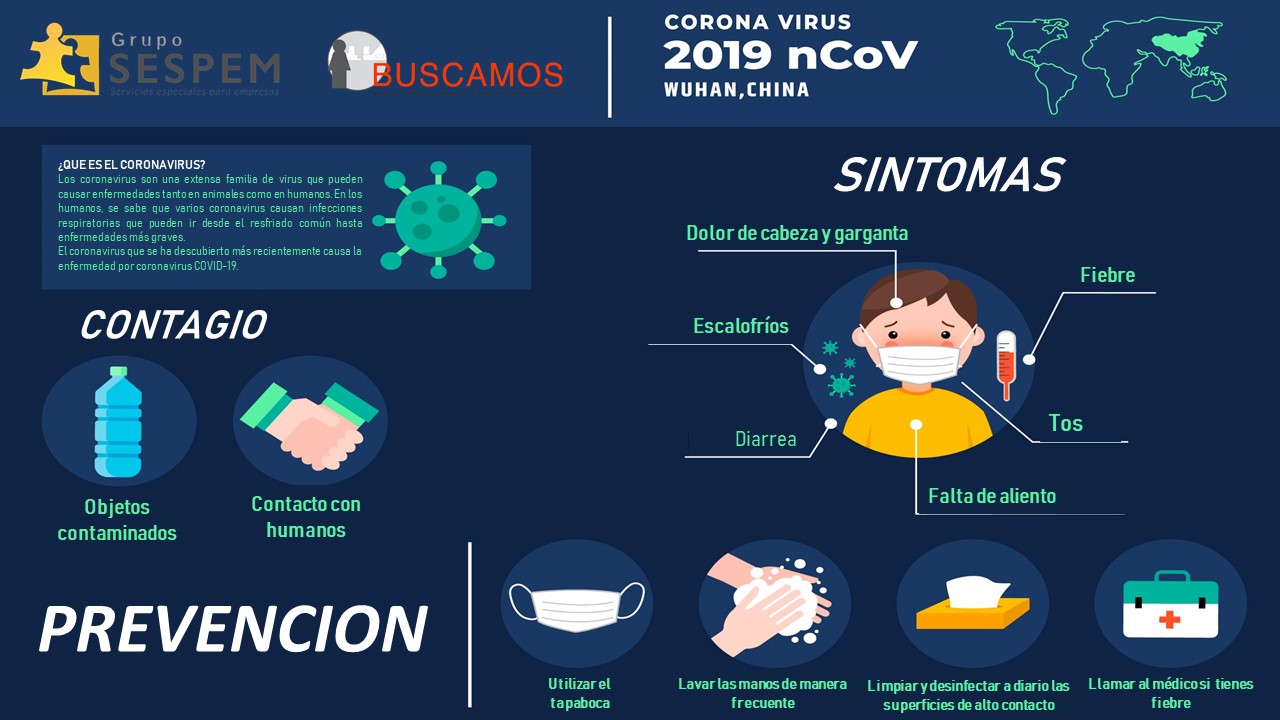 Grupo
SESPEM
Servicios especiales para empresas
BUSCAMOS
CORONA VIRUS
2019 nCoV
WUHAN,CHINA
¿QUE ES EL CORONAVIRUS?
Los coronavirus son una extensa familia de virus que pueden
causar enfermedades tanto en animales como en humanos. En los
humanos, se sabe que varios coronavirus causan infecciones
respiratorias que pueden ir desde el resfriado común hasta
enfermedades más graves.
El coronavirus que se ha descubierto más recientemente causa la
enfermedad por coronavirus COVID-19.
CONTAGIO
Objetos
contaminados
Contacto con
humanos
SINTOMAS
Dolor de cabeza y garganta
Fiebre
Escalofríos
Tos
Diarrea
Falta de aliento
PREVENCION
Utilizar el
tapaboca
Lavar las manos de manera
frecuente
Limpiar y desinfectar a diario las
superficies de alto contacto
Llamar al médico si tienes
fiebre